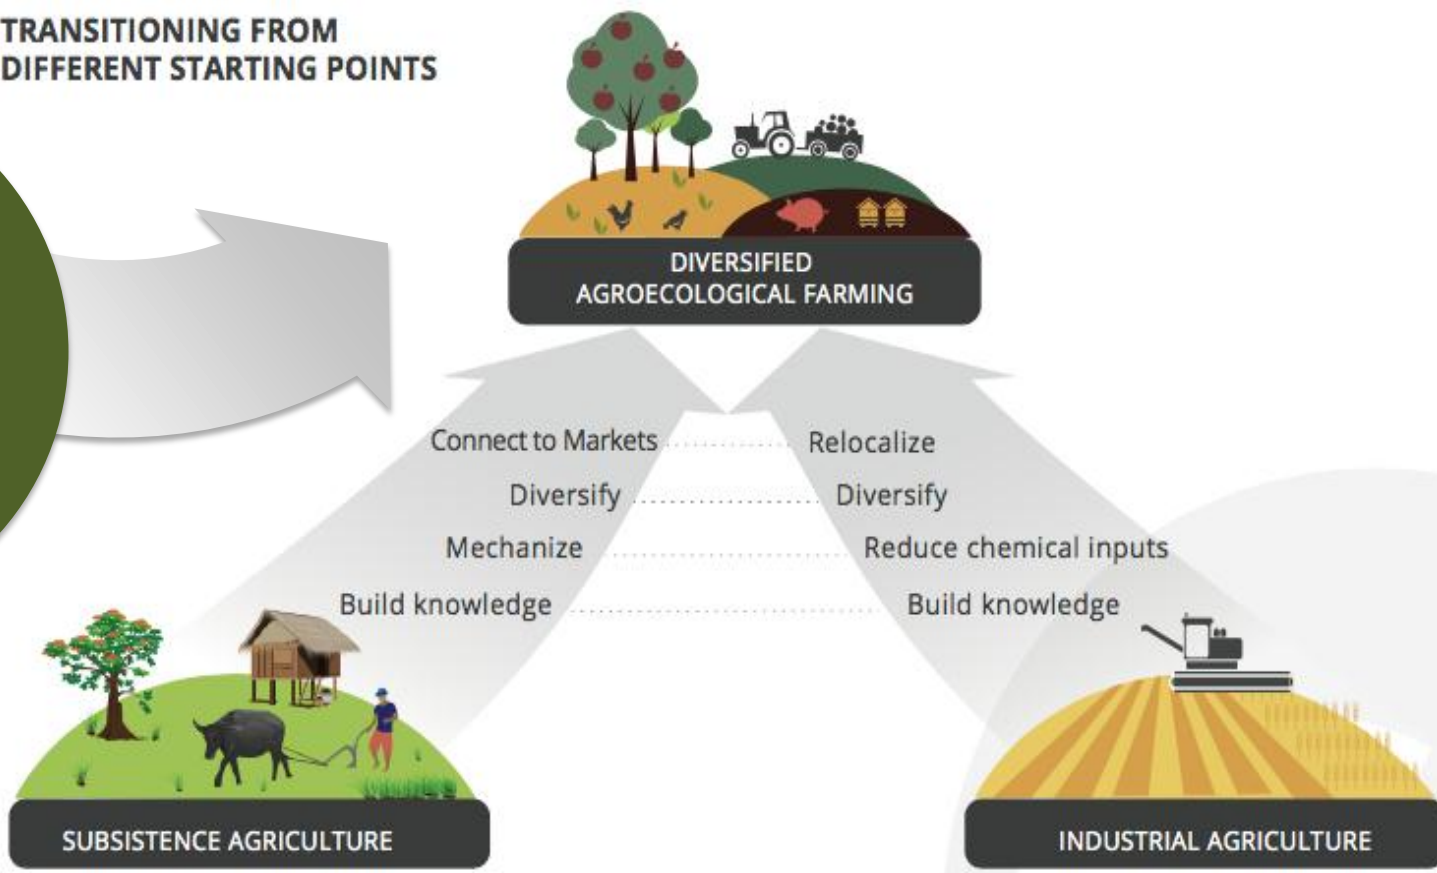 TRANSITIONING FROM
DIFFERENT STARTING POINTS
DIVERSIFIED
AGROECOLOGICAL FARMING
Connect to Markets
Relocalize
Diversify
Diversify
Mechanize
Reduce chemical inputs
Build knowledge
Build knowledge
SUBSISTENCE AGRICULTURE
INDUSTRIAL AGRICULTURE